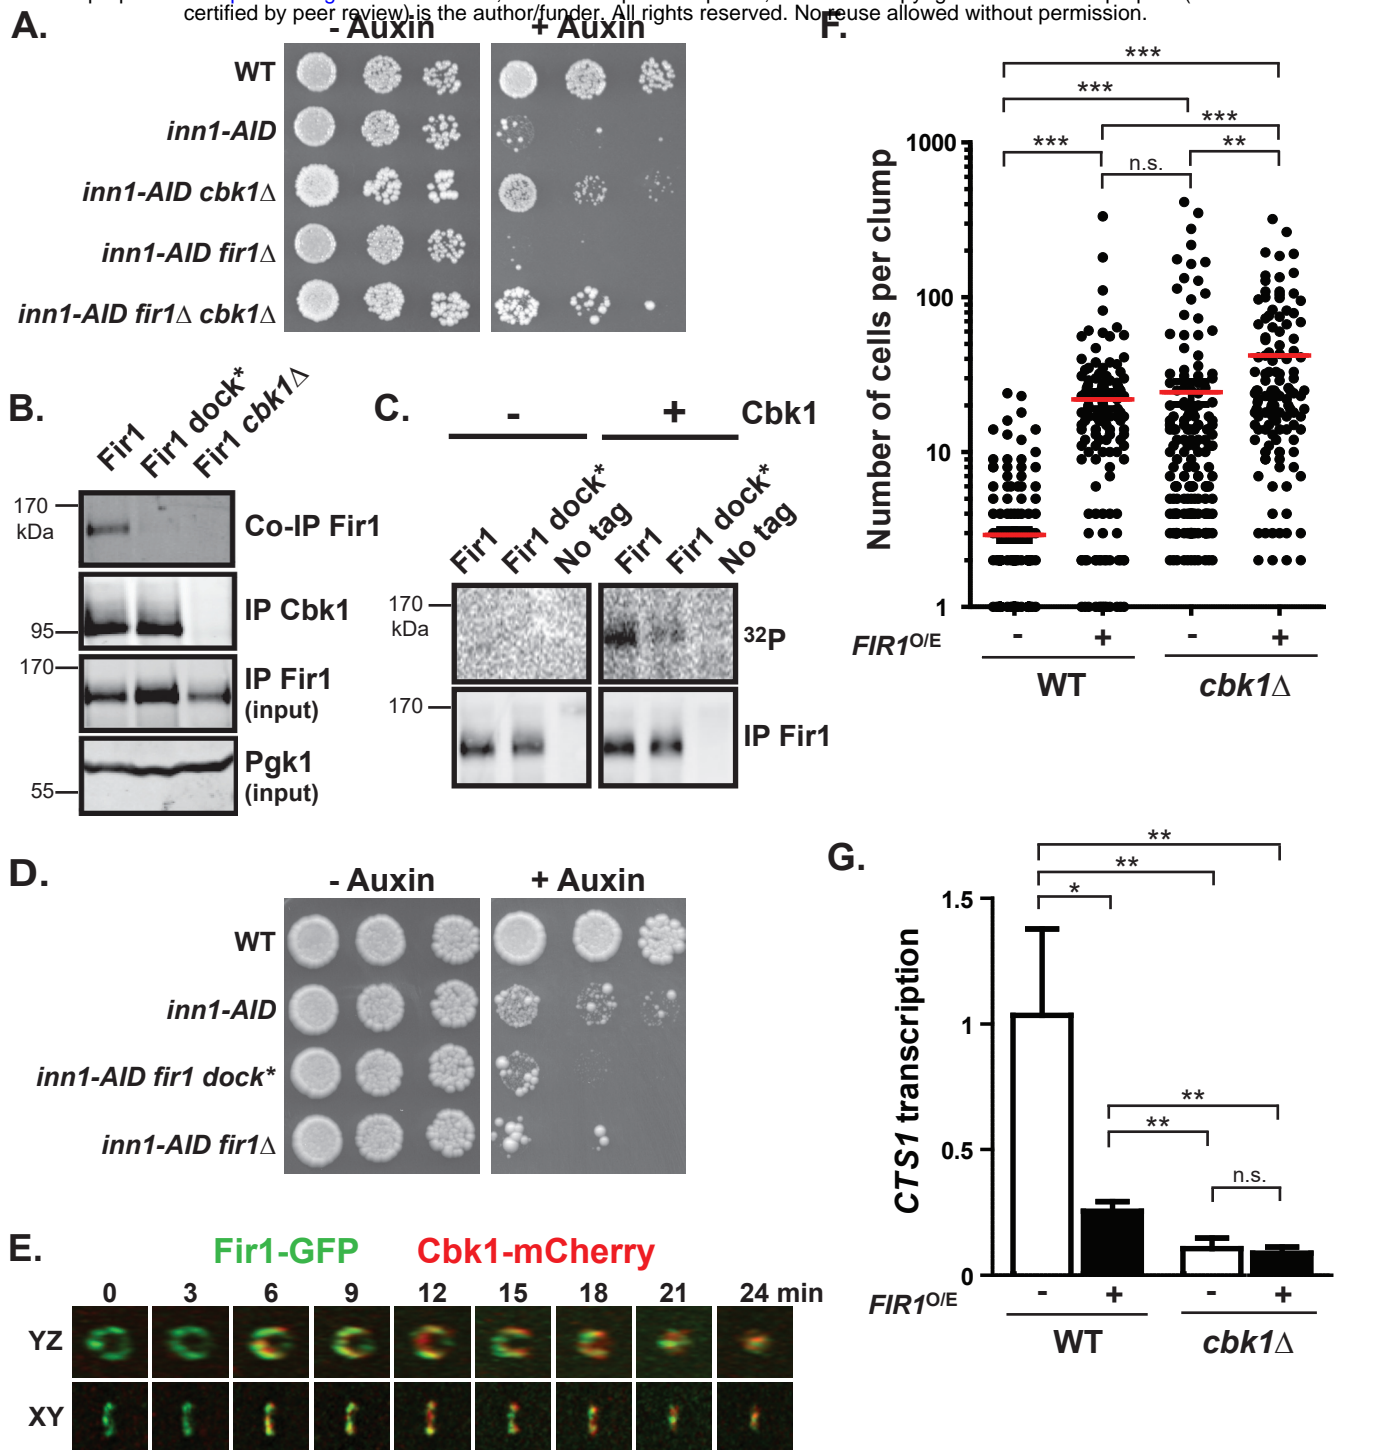 certified by peer review) is the author/funder. All rights reserved. No reuse allowed without permission.
A.
- Auxin
+ Auxin
WT
inn1-AID
inn1-AID cbk1Δ
inn1-AID fir1Δ
inn1-AID fir1Δ cbk1Δ
B.
Fir1
Fir1 dock*
Fir1 cbk1Δ
170
kDa
Co-IP Fir1
95
IP Cbk1
170
IP Fir1
(input)
Pgk1
(input)
55
C.
-
+
Cbk1
Fir1
Fir1 dock*
No tag
Fir1
Fir1 dock*
No tag
170
kDa
32P
170
IP Fir1
D.
- Auxin
+ Auxin
WT
inn1-AID
inn1-AID fir1 dock*
inn1-AID fir1Δ
E.
Fir1-GFP
Cbk1-mCherry
0 3 6 9 12 15 18 21 24 min
YZ
XY
F.
***
***
***
*** n.s. **
Number of cells per clump
1000
100
10
1
FIR1O/E - + - +
WT cbk1Δ
G.
**
**
*
**
**
n.s.
CTS1 transcription
1.5
1
0.5
0
FIR1O/E - + - +
WT cbk1Δ